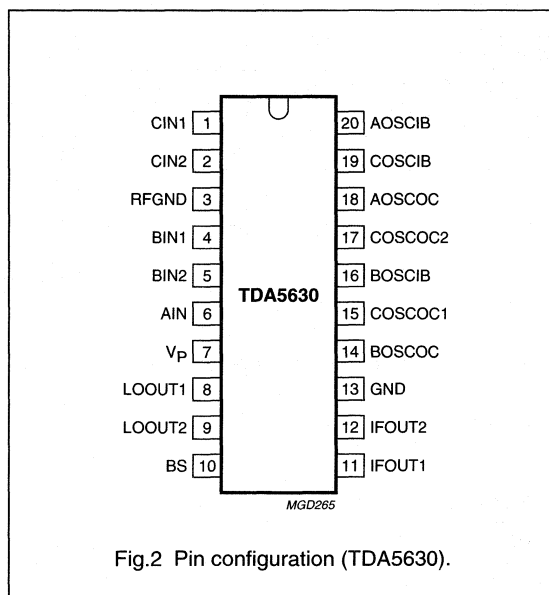 CIN1 1 20 AOSCIB
CIN2 2 19 COSCIB
RFGND 3 18 AOSCOC
BIN1 4 17 COSCOC2
BIN2 5 16 BOSCIB
TDA5630
AIN 6 15 COSCOC1
VP 7 14 BOSCOC
LOOUT1 8 13 GND
LOOUT2 9 12 IFOUT2
BS 10 11 IFOUT1
MGD265
Fig.2 Pin configuration (TDA5630).